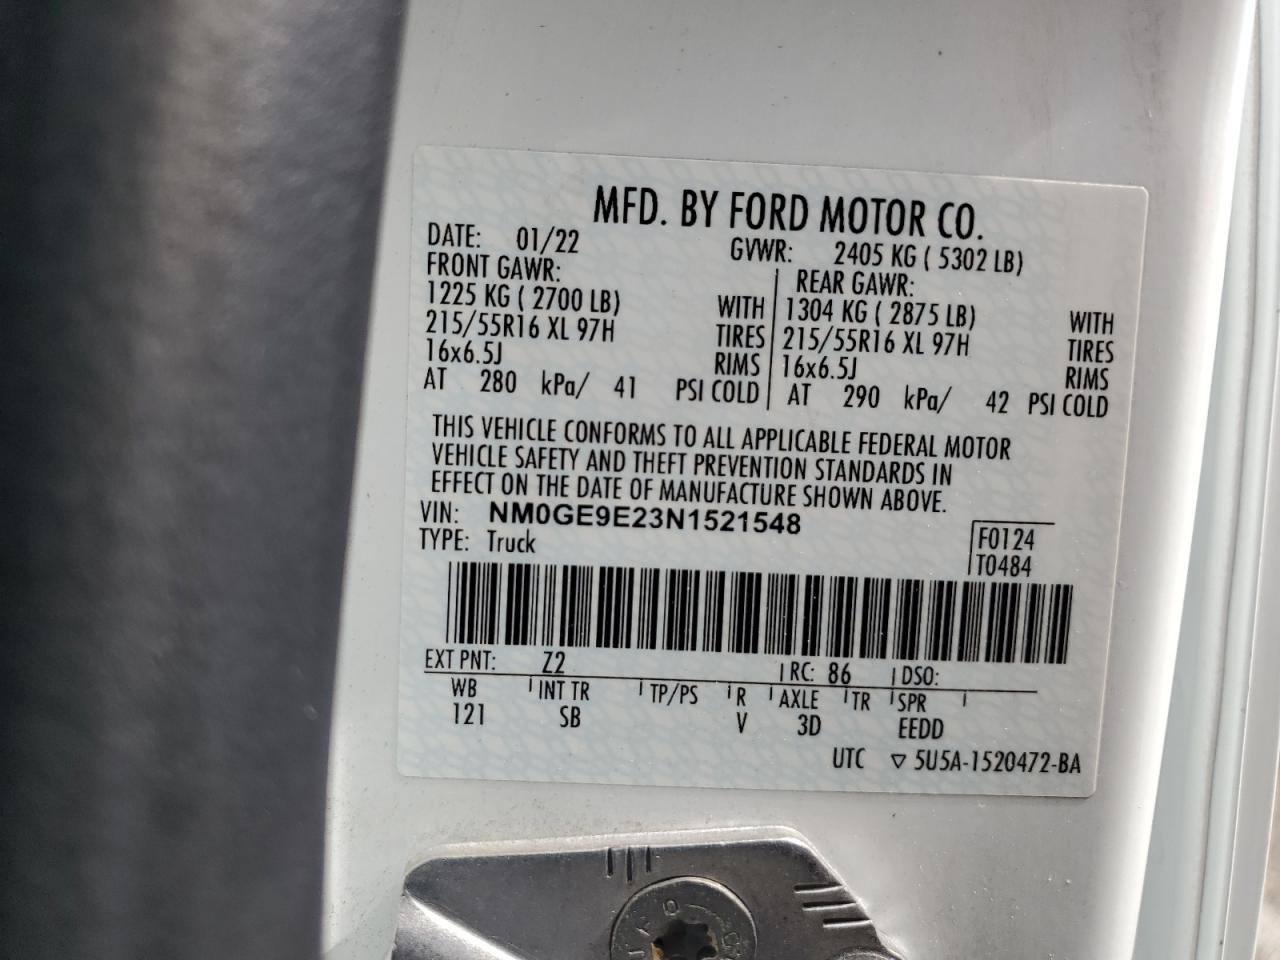 MFD. BY FORD MOTOR CO.
DATE: 01/22 GVWR: 2405 KG ( 5302 LB)
FRONT GAWR: REAR GAWR:
1225 KG ( 2700 LB) WITH 1304 KG ( 2875 LB) WITH
215/55R16 XL 97H TIRES 215/55R16 XL 97H TIRES
16x6.5J RIMS 16x6.5J RIMS
AT 280 kPa/ 41 PSI COLD AT 290 kPa/ 42 PSI COLD
THIS VEHICLE CONFORMS TO ALL APPLICABLE FEDERAL MOTOR
VEHICLE SAFETY AND THEFT PREVENTION STANDARDS IN
EFFECT ON THE DATE OF MANUFACTURE SHOWN ABOVE.
VIN: NM0GE9E23N1521548
TYPE: Truck
F0124
T0484
EXT PNT: Z2 RC: 86 DSO:
WB INT TR TP/PS R AXLE TR SPR
121 SB V 3D EEDD
UTC ▽ 5U5A-1520472-BA